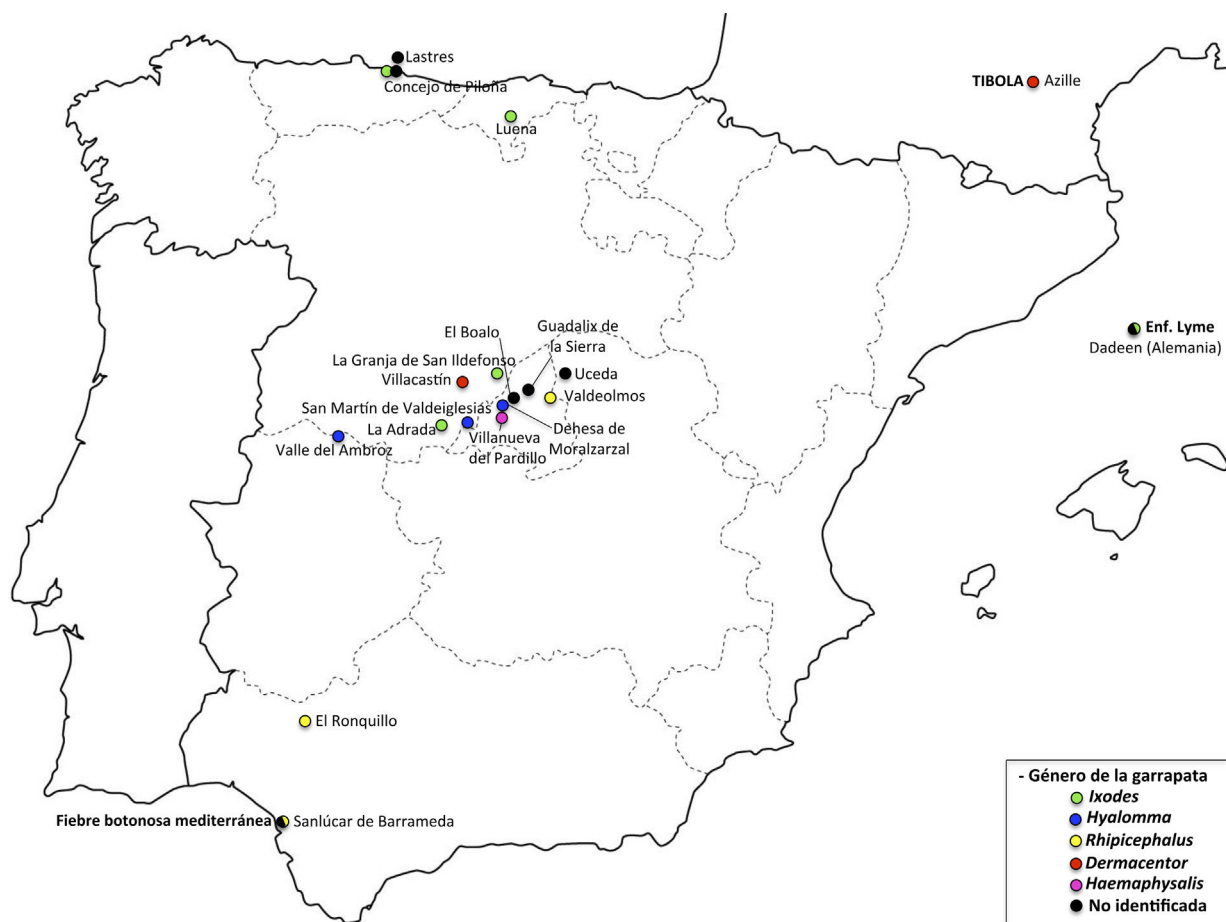 Lastres
Concejo de Piloña
Luena
TIBOLA Azille
Enf. Lyme
Dadeen (Alemania)
El Boalo
Guadalix de
la Sierra
La Granja de San Ildefonso
Villacastín
Uceda
Valdeolmos
San Martín de Valdeiglesias
La Adrada
Valle del Ambroz
Villanueva
del Pardillo
Dehesa de
Moralzarzal
El Ronquillo
Fiebre botonosa mediterránea Sanlúcar de Barrameda
- Género de la garrapata
Ixodes
Hyalomma
Rhipicephalus
Dermacentor
Haemaphysalis
No identificada